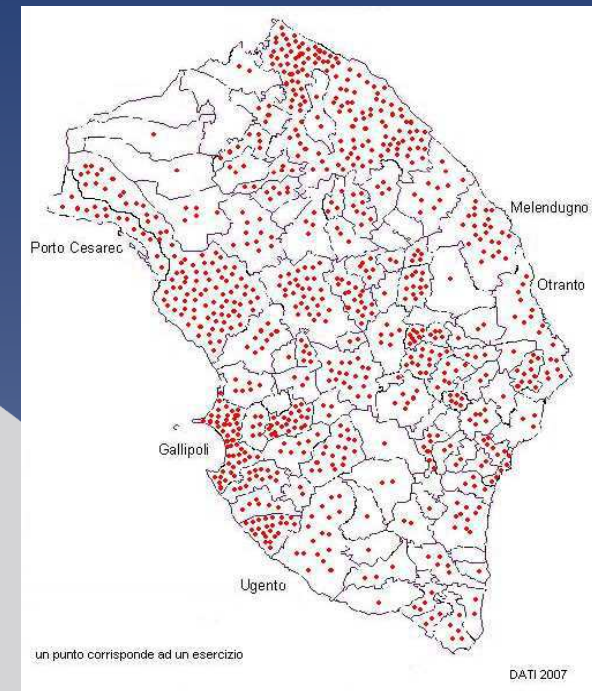 Melendugno
Porto Cesarec
Otranto
Gallipoli
Ugento
un punto corrisponde ad un esercizio
DATI 2007